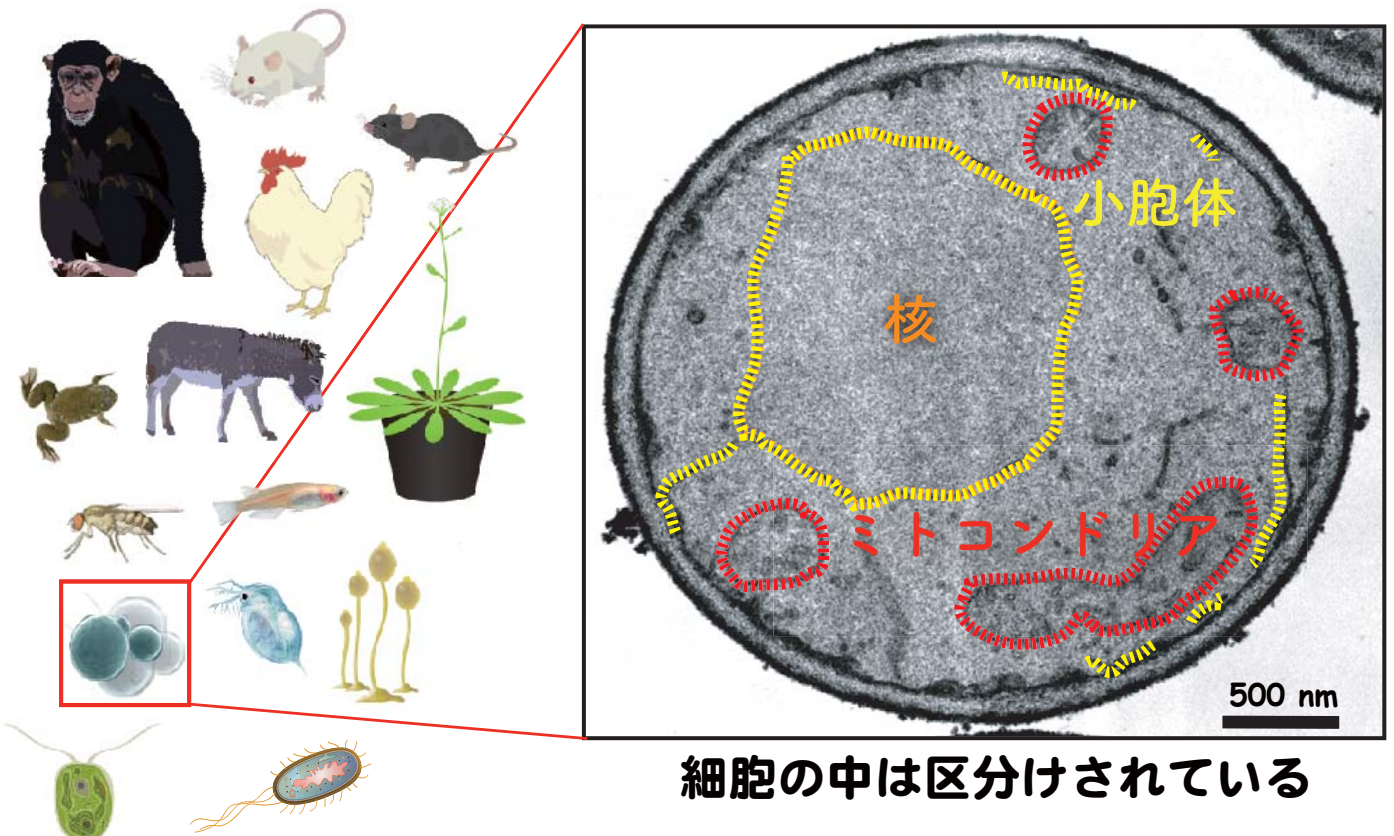 小胞体
核
ミトコンドリア
500 nm
細胞の中は区分けされている